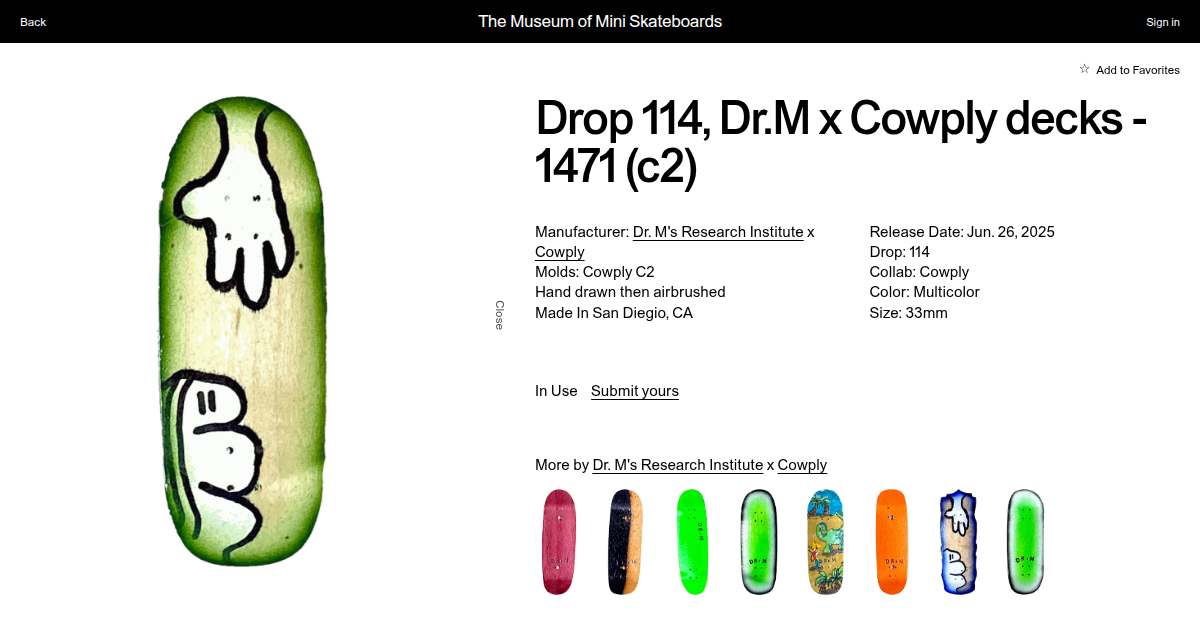 Back
The Museum of Mini Skateboards
Sign in
☆ Add to Favorites
Drop 114, Dr.M x Cowply decks -
1471 (c2)
Manufacturer: Dr. M's Research Institute x
Cowply
Molds: Cowply C2
Hand drawn then airbrushed
Made In San Diegio, CA
Release Date: Jun. 26, 2025
Drop: 114
Collab: Cowply
Color: Multicolor
Size: 33mm
Close
In Use Submit yours
More by Dr. M's Research Institute x Cowply